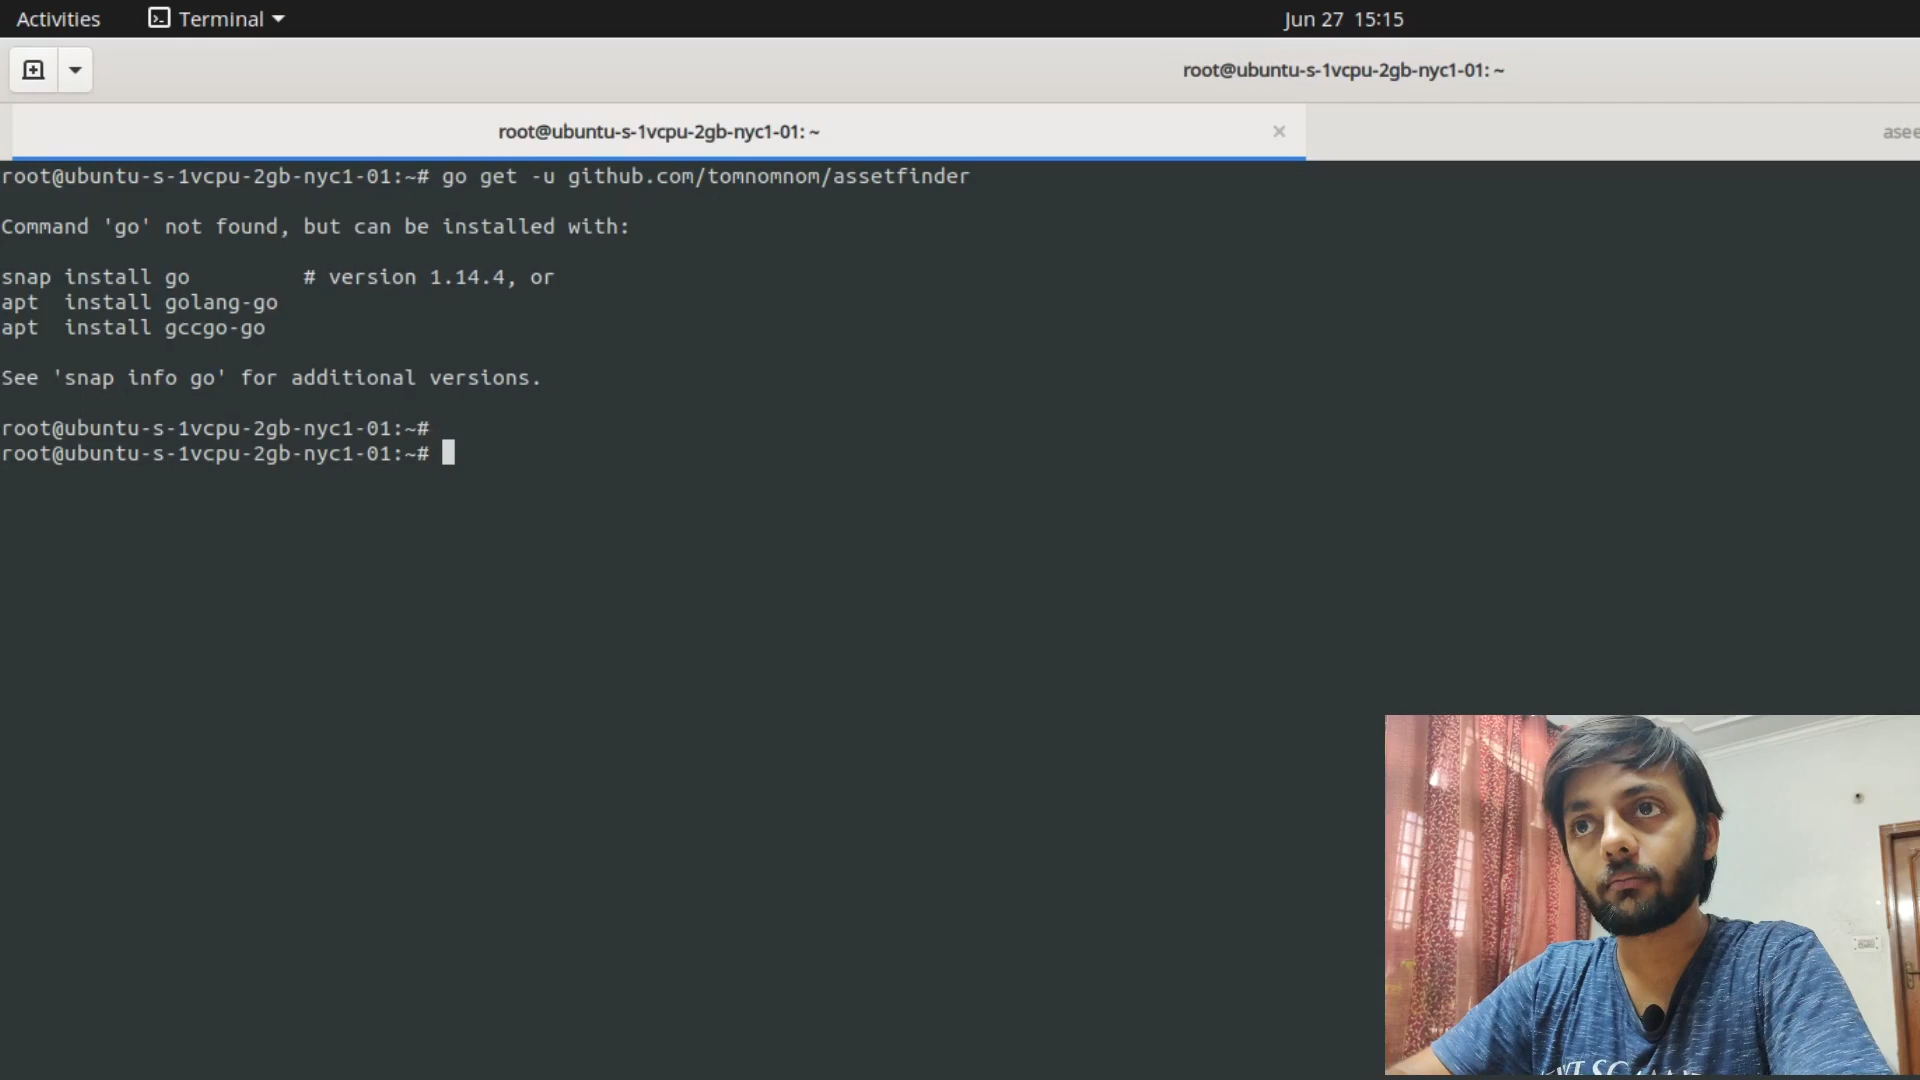 Activities Terminal Jun 27 15:15
root@ubuntu-s-1vcpu-2gb-nyc1-01: ~
root@ubuntu-s-1vcpu-2gb-nyc1-01: ~ ×
root@ubuntu-s-1vcpu-2gb-nyc1-01:~# go get -u github.com/tomnomnom/assetfinder
Command 'go' not found, but can be installed with:
snap install go # version 1.14.4, or
apt install golang-go
apt install gccgo-go
See 'snap info go' for additional versions.
root@ubuntu-s-1vcpu-2gb-nyc1-01:~#
root@ubuntu-s-1vcpu-2gb-nyc1-01:~#